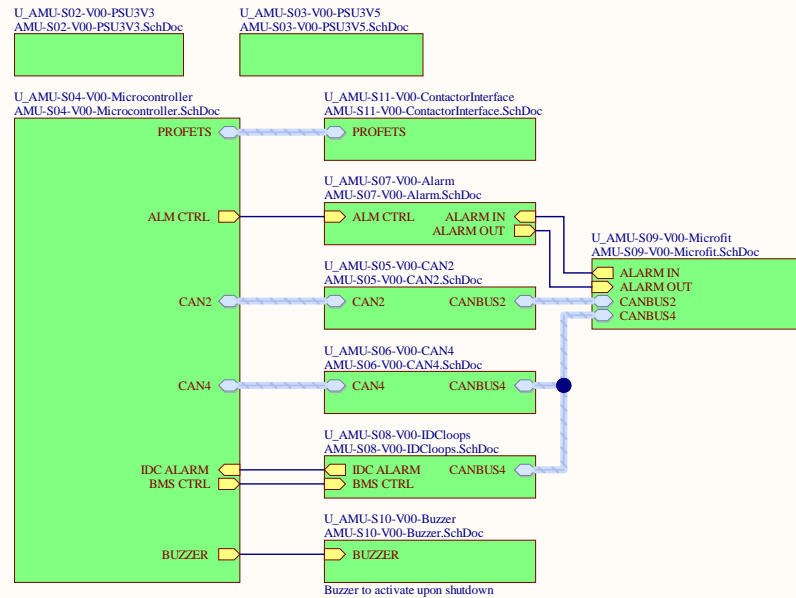 U_AMU-S02-V00-PSU3V3
AMU-S02-V00-PSU3V3.SchDoc
U_AMU-S03-V00-PSU3V5
AMU-S03-V00-PSU3V5.SchDoc
U_AMU-S04-V00-Microcontroller
AMU-S04-V00-Microcontroller.SchDoc
PROFETS
ALM CTRL
CAN2
CAN4
IDC ALARM
BMS CTRL
BUZZER
U_AMU-S11-V00-ContactorInterface
AMU-S11-V00-ContactorInterface.SchDoc
PROFETS
U_AMU-S07-V00-Alarm
AMU-S07-V00-Alarm.SchDoc
ALM CTRL
ALARM IN
ALARM OUT
U_AMU-S05-V00-CAN2
AMU-S05-V00-CAN2.SchDoc
CAN2
CANBUS2
U_AMU-S06-V00-CAN4
AMU-S06-V00-CAN4.SchDoc
CAN4
CANBUS4
U_AMU-S08-V00-IDCloops
AMU-S08-V00-IDCloops.SchDoc
IDC ALARM
CANBUS4
BMS CTRL
U_AMU-S10-V00-Buzzer
AMU-S10-V00-Buzzer.SchDoc
BUZZER
Buzzer to activate upon shutdown
U_AMU-S09-V00-Microfit
AMU-S09-V00-Microfit.SchDoc
ALARM IN
ALARM OUT
CANBUS2
CANBUS4